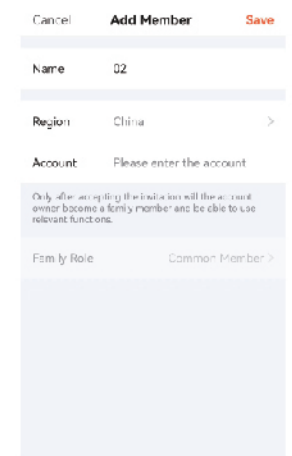 Cancel Add Member Save
Name 02
Region China >
Account Please enter the account
Only after accepting the invitation will the account
owner become a family member and be able to use
relevant functions.
Family Role Common Member >